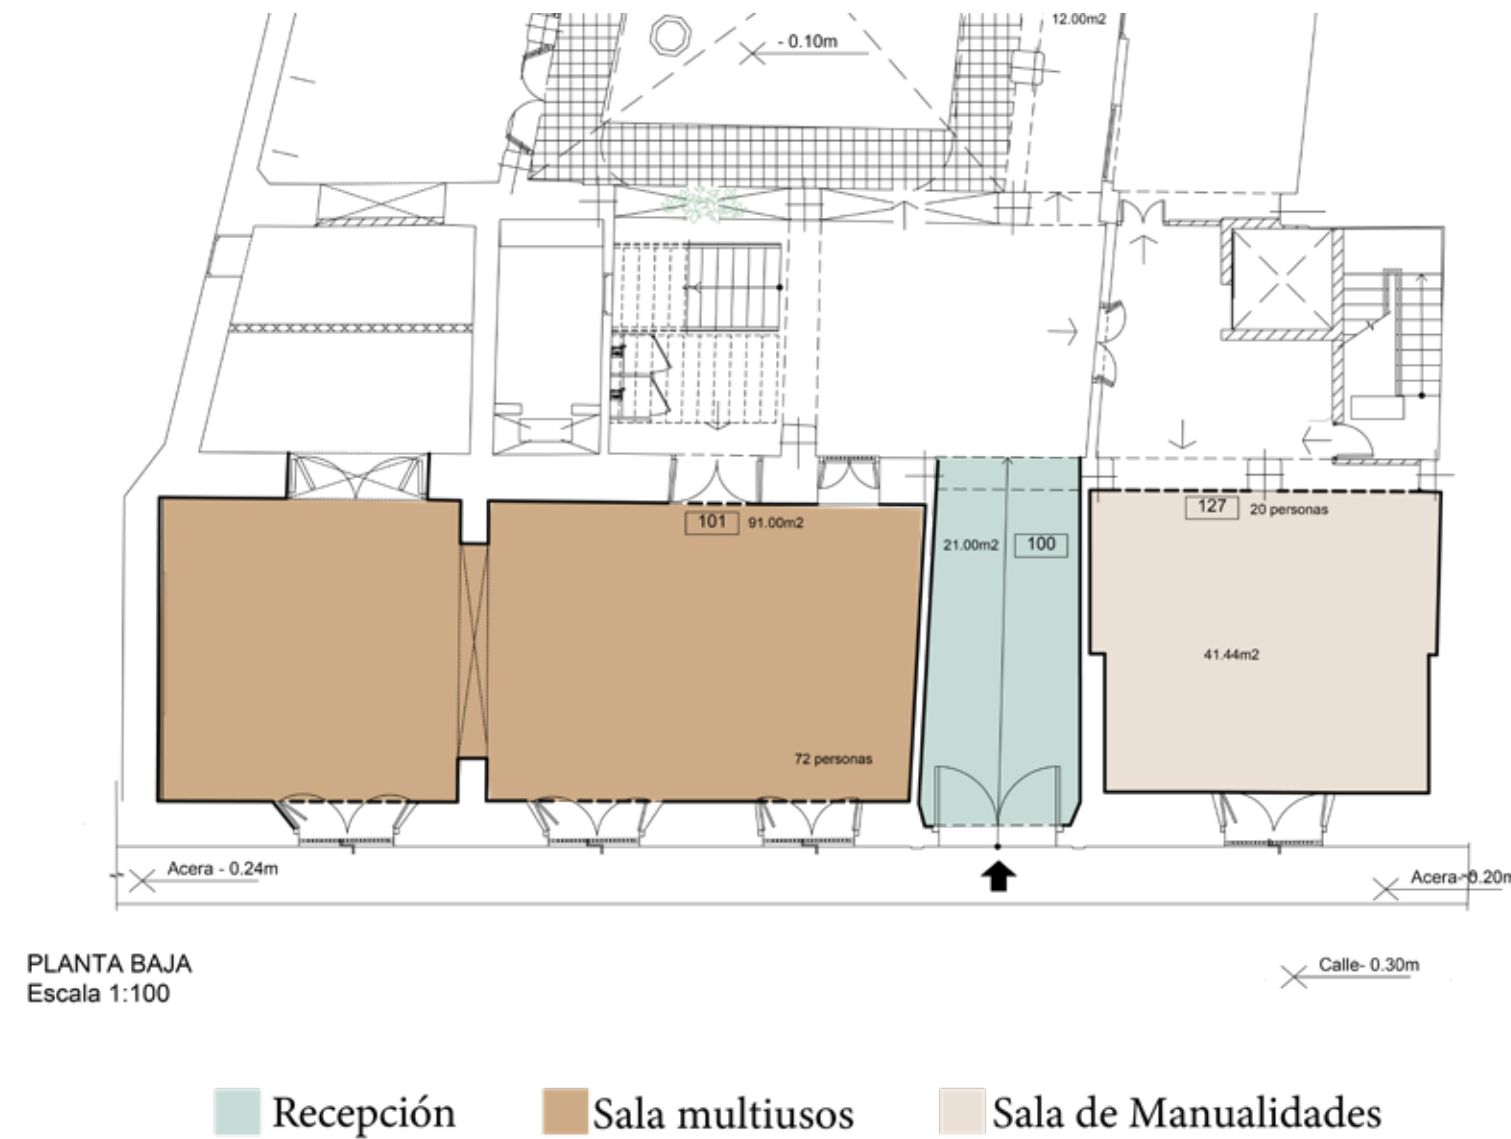 12.00m2
- 0.10m
101 91.00m2
127 20 personas
21.00m2 100
41.44m2
72 personas
Acera - 0.24m
Acera- 0.20m
PLANTA BAJA
Escala 1:100
Calle- 0.30m
Recepción
Sala multiusos
Sala de Manualidades